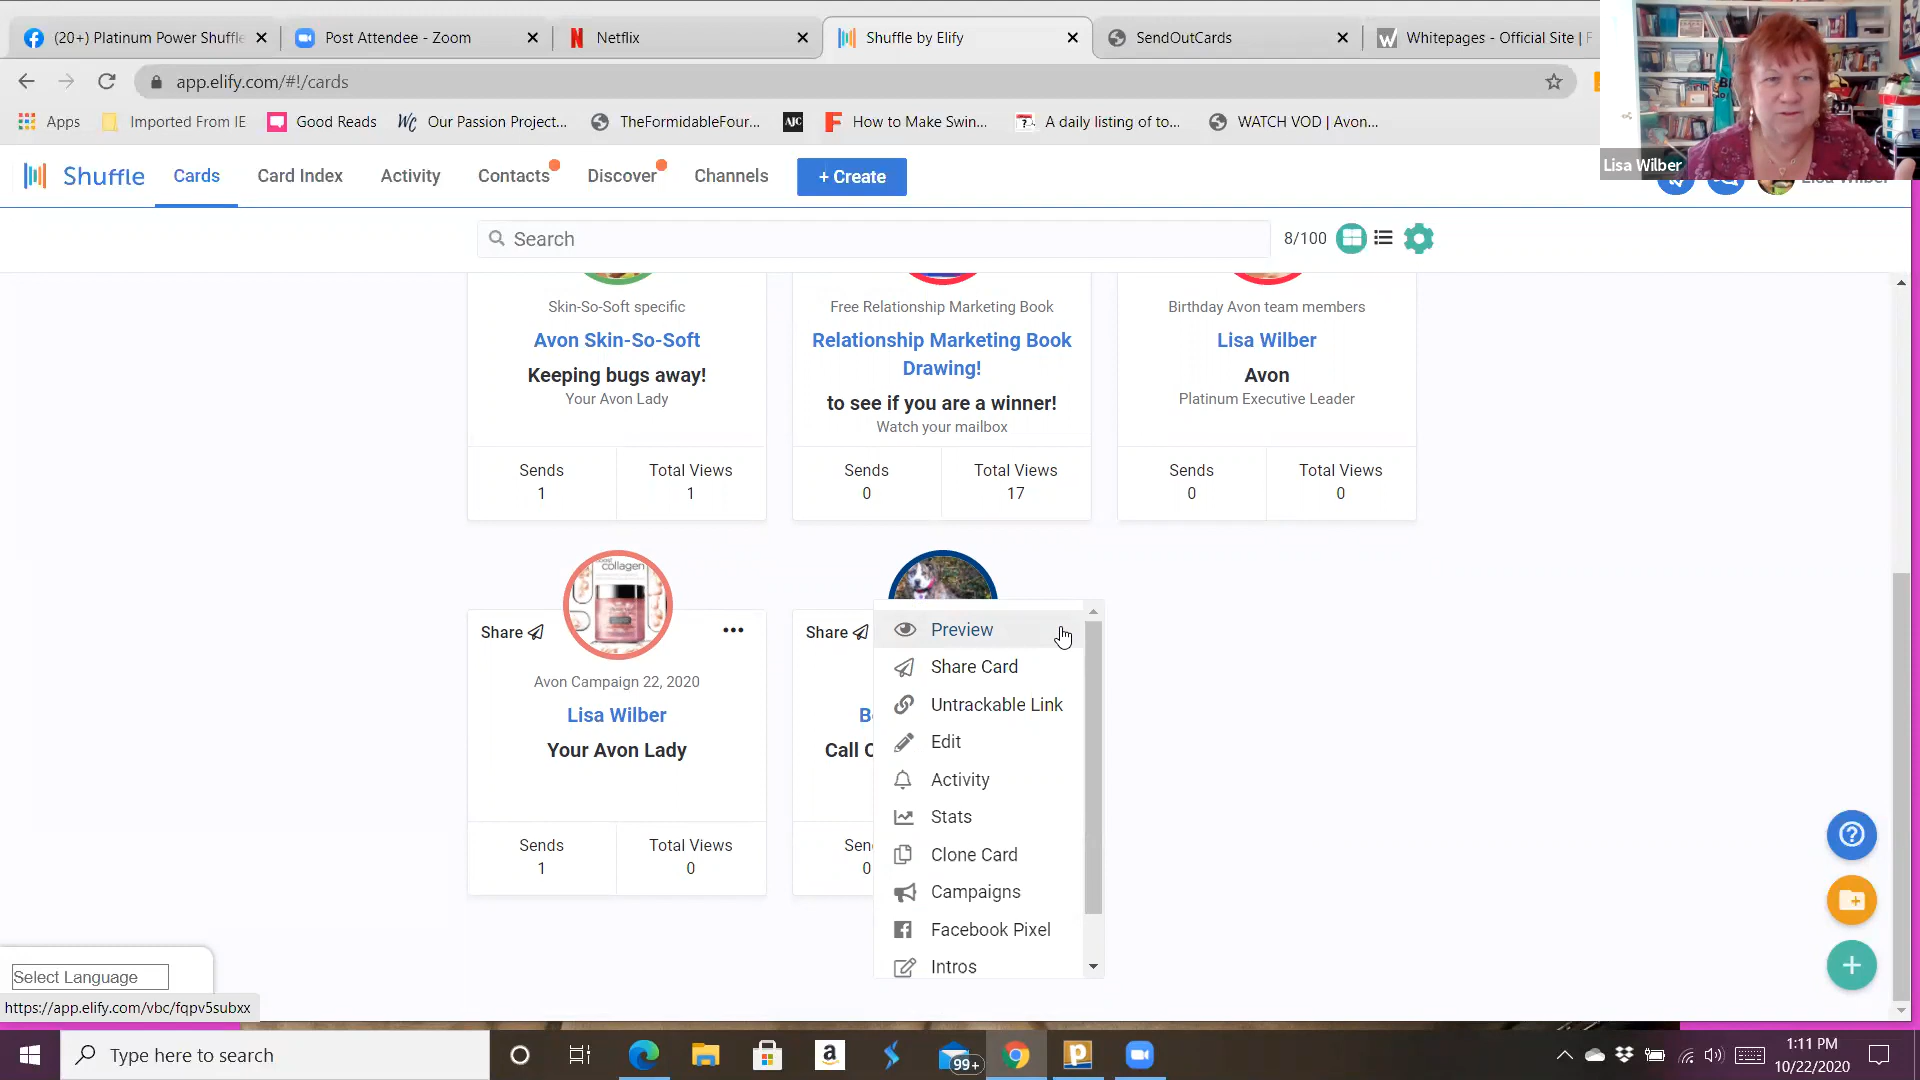 (20+) Platinum Power Shuffle
Post Attendee - Zoom
Netflix
Shuffle by Elify
SendOutCards
Whitepages - Official Site | F
app.elify.com/#!/cards
Apps
Imported From IE
Good Reads
Our Passion Project...
TheFormidableFour...
AJC
How to Make Swin...
A daily listing of to...
WATCH VOD | Avon...
Lisa Wilber
Shuffle
Cards
Card Index
Activity
Contacts
Discover
Channels
+ Create
Search
8/100
Skin-So-Soft specific
Avon Skin-So-Soft
Keeping bugs away!
Your Avon Lady
Sends
1
Total Views
1
Free Relationship Marketing Book
Relationship Marketing Book
Drawing!
to see if you are a winner!
Watch your mailbox
Sends
0
Total Views
17
Birthday Avon team members
Lisa Wilber
Avon
Platinum Executive Leader
Sends
0
Total Views
0
collagen
Share
Avon Campaign 22, 2020
Lisa Wilber
Your Avon Lady
Sends
1
Total Views
0
Share
Call
0
Preview
Share Card
Untrackable Link
Edit
Activity
Stats
Clone Card
Campaigns
Facebook Pixel
Intros
Select Language
https://app.elify.com/vbc/fqpv5subxx
Type here to search
99+
1:11 PM
10/22/2020